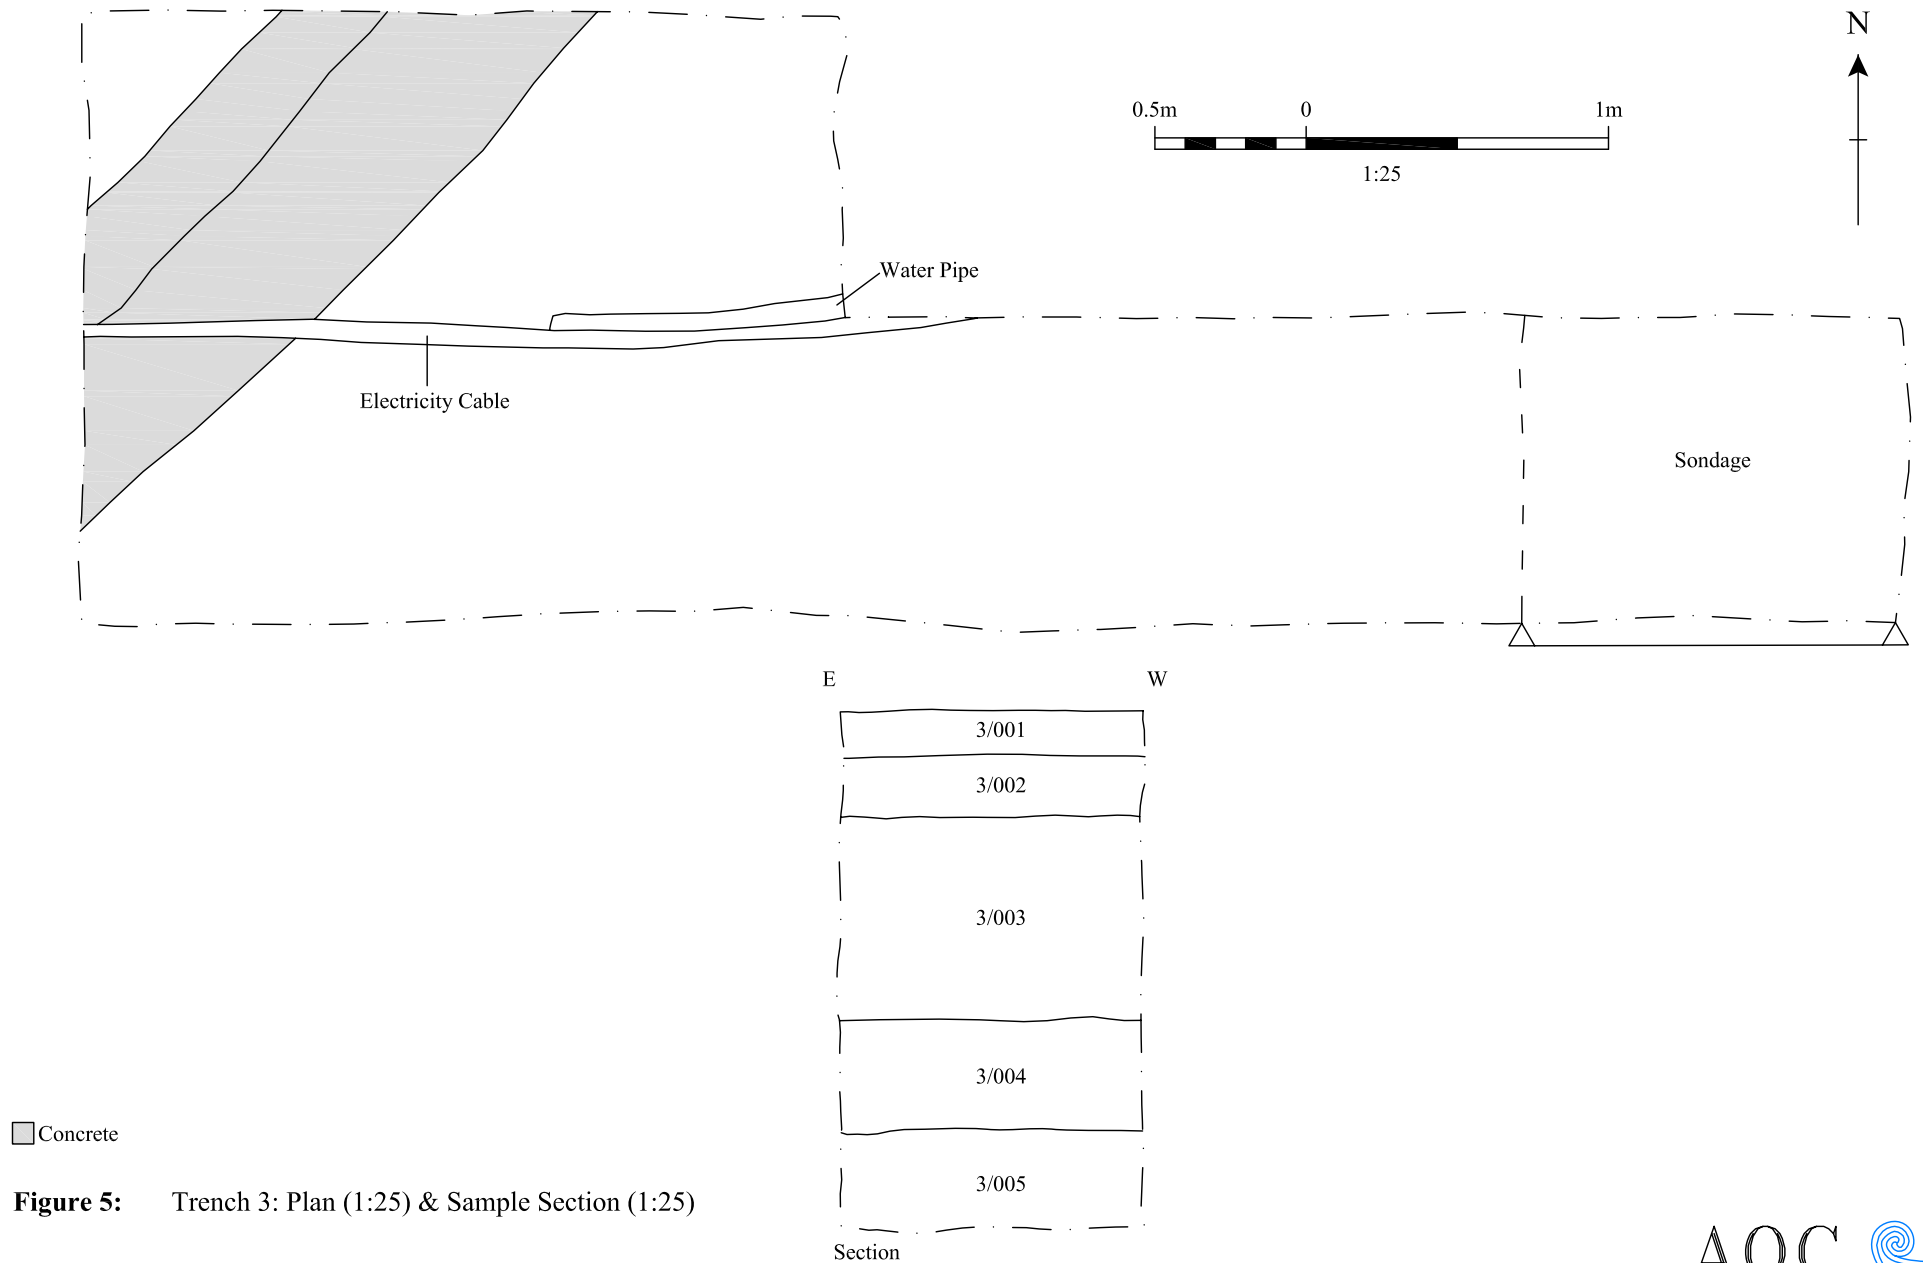 N
0.5m 0 1m
1:25
Water Pipe
Electricity Cable
Sondage
E W
3/001
3/002
3/003
3/004
3/005
Concrete
Figure 5: Trench 3: Plan (1:25) & Sample Section (1:25)
Section
AOC